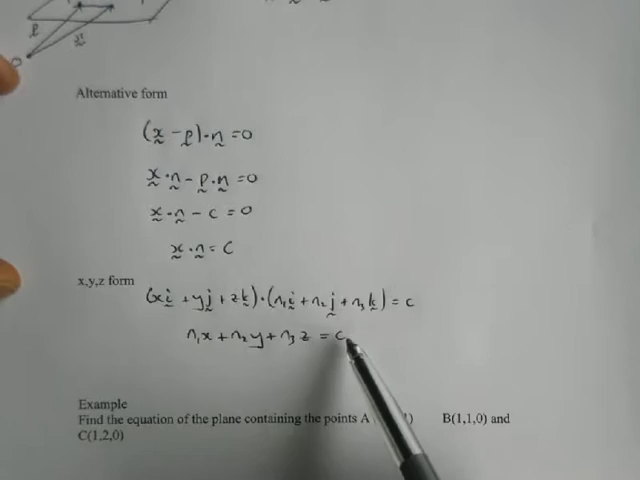 Alternative form
(x - p)·n = 0
x·n - p·n = 0
x·n - c = 0
x·n = c
x,y,z form
(xi + yj + zk)·(n₁i + n₂j + n₃k) = c
n₁x + n₂y + n₃z = c
Example
Find the equation of the plane containing the points A 1) B(1,1,0) and
C(1,2,0)